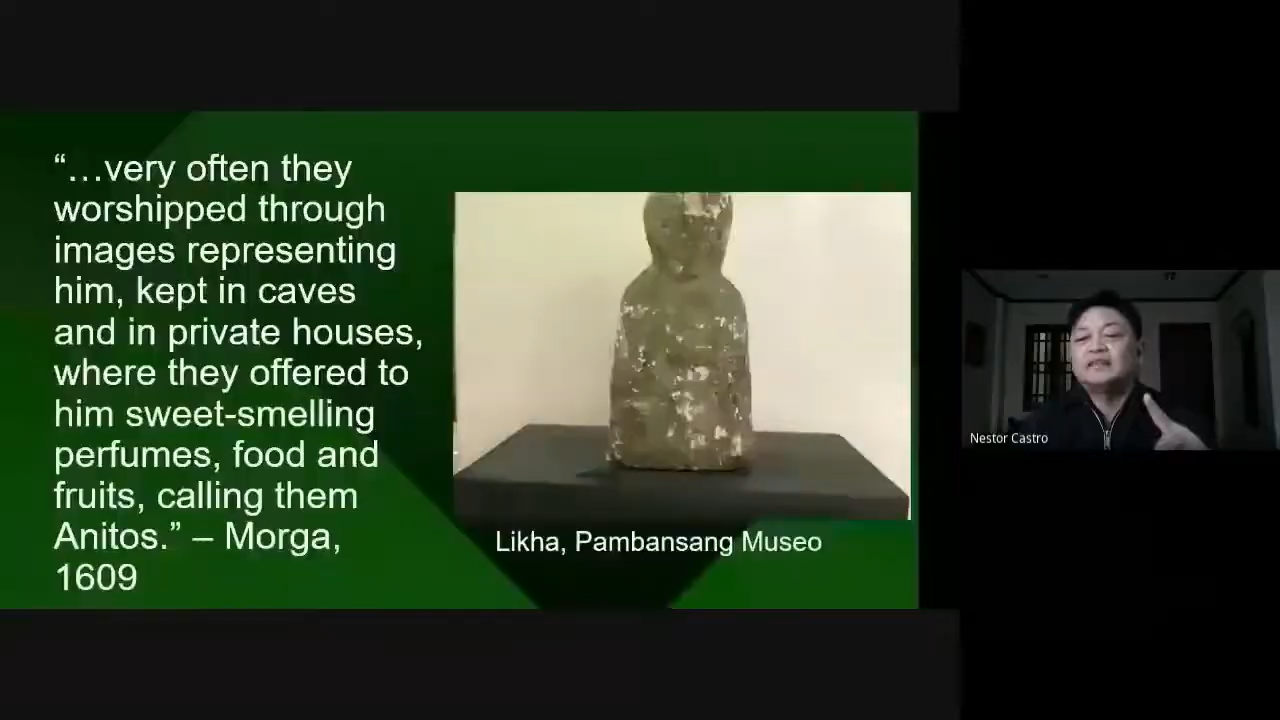 “…very often they
worshipped through
images representing
him, kept in caves
and in private houses,
where they offered to
him sweet-smelling
perfumes, food and
fruits, calling them
Anitos.” – Morga,
1609
Likha, Pambansang Museo
Nestor Castro